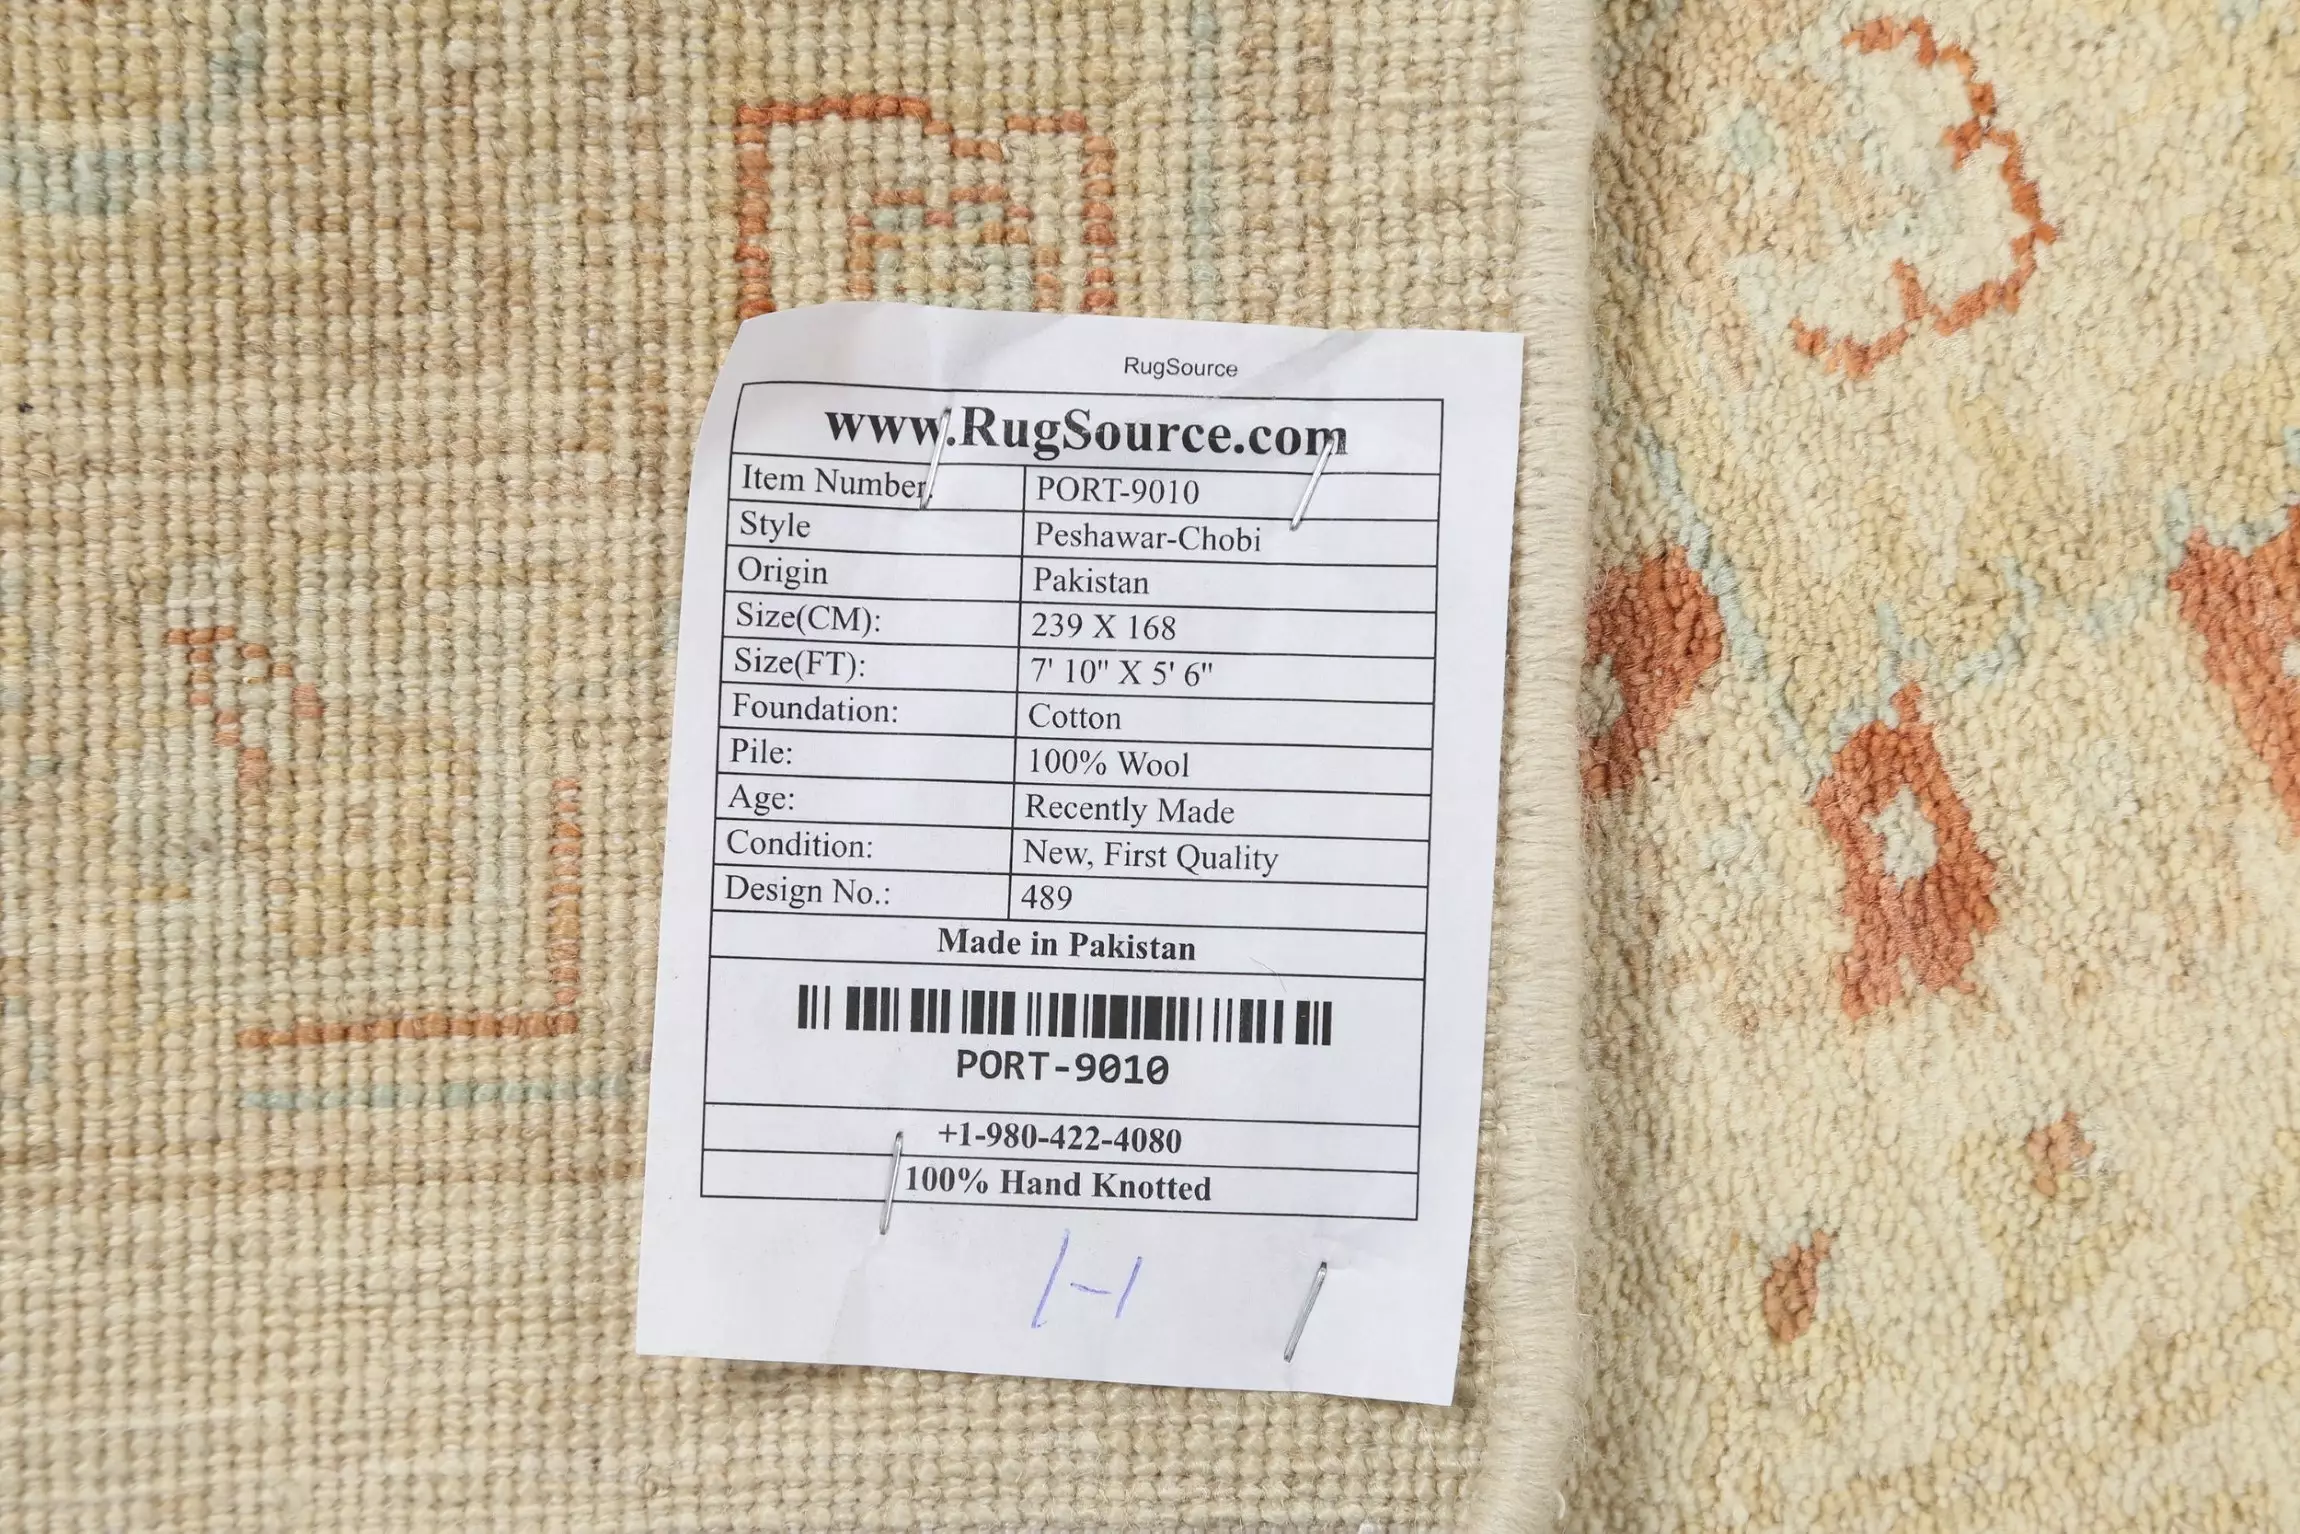 RugSource
www.RugSource.com
Item Number: PORT-9010
Style Peshawar-Chobi
Origin Pakistan
Size(CM): 239 X 168
Size(FT): 7' 10" X 5' 6"
Foundation: Cotton
Pile: 100% Wool
Age: Recently Made
Condition: New, First Quality
Design No.: 489
Made in Pakistan
PORT-9010
+1-980-422-4080
100% Hand Knotted
1-1